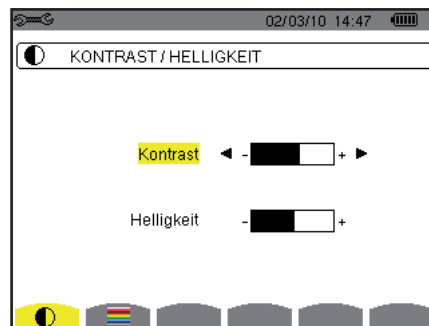 02/03/10 14:47
KONTRAST / HELLIGKEIT
Kontrast - +
Helligkeit - +